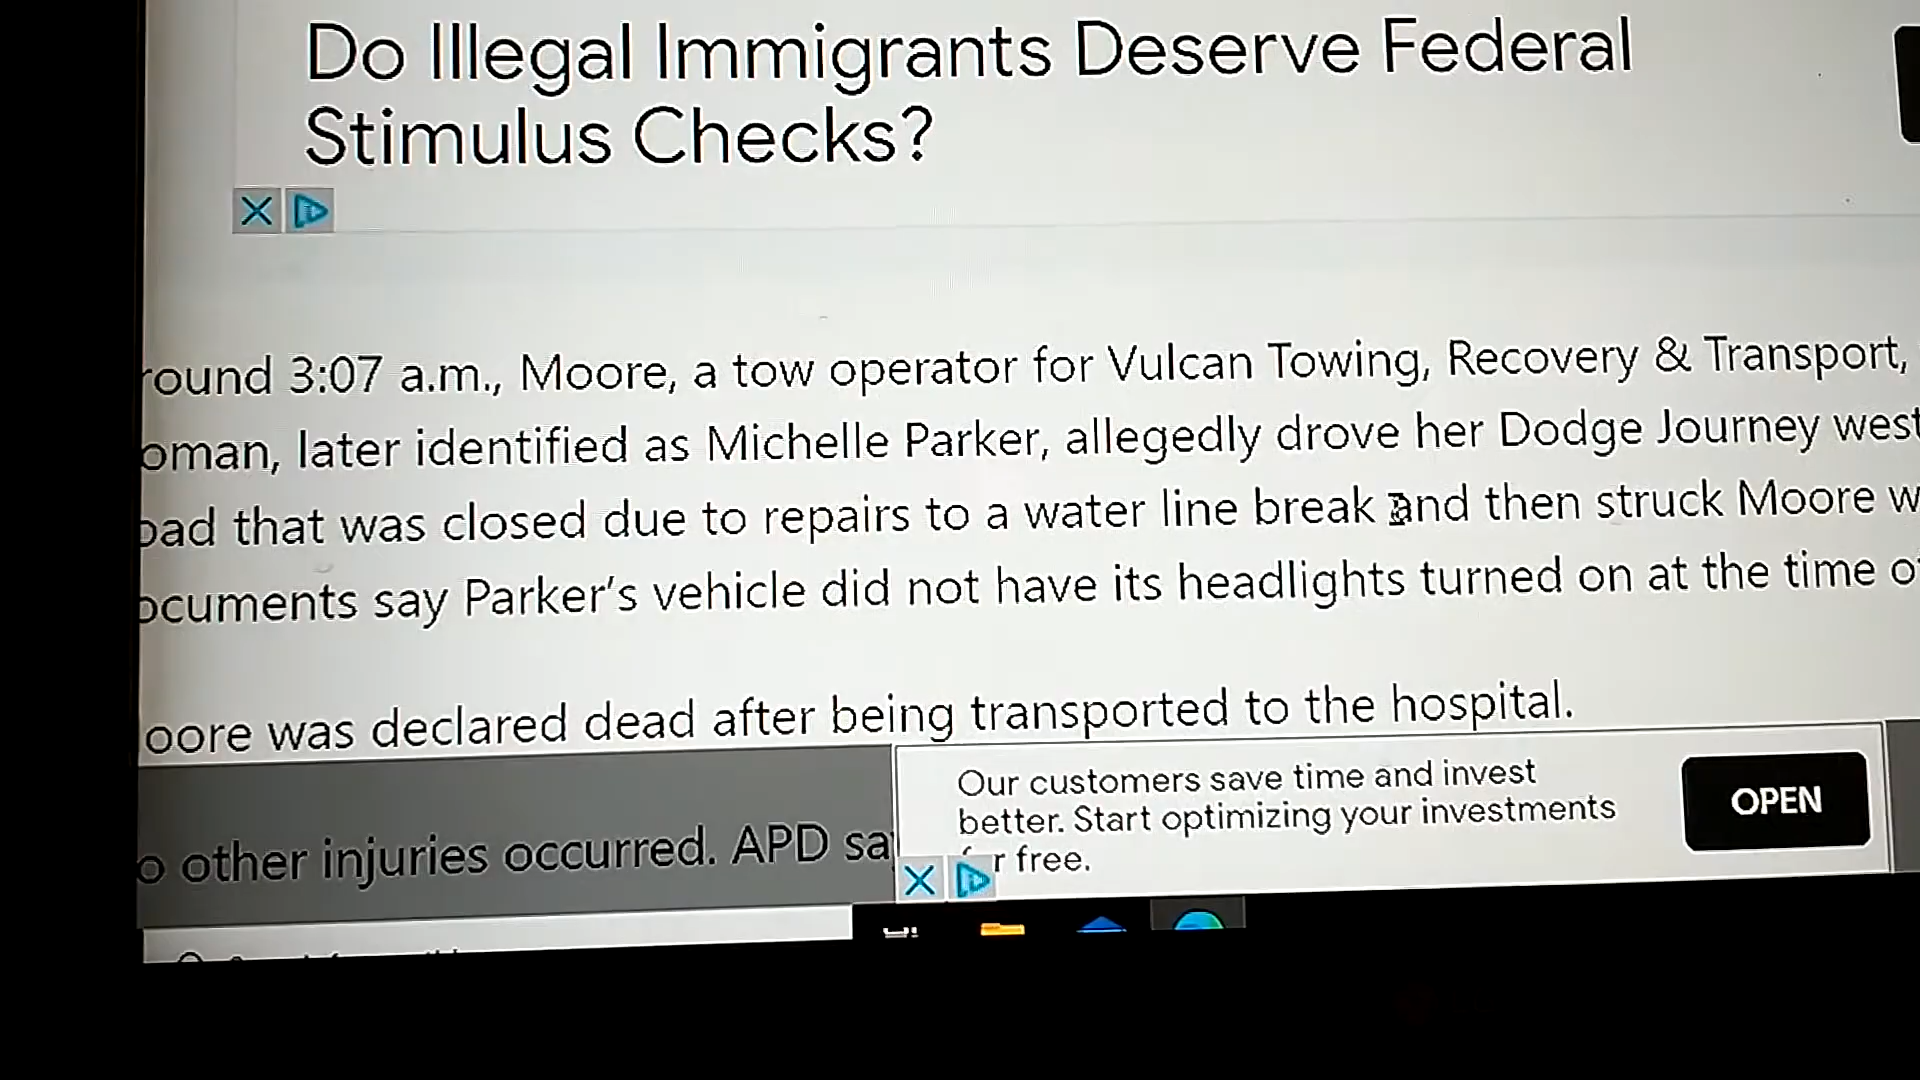 Do Illegal Immigrants Deserve Federal
Stimulus Checks?
round 3:07 a.m., Moore, a tow operator for Vulcan Towing, Recovery & Transport,
oman, later identified as Michelle Parker, allegedly drove her Dodge Journey west
oad that was closed due to repairs to a water line break and then struck Moore w
ocuments say Parker's vehicle did not have its headlights turned on at the time of
oore was declared dead after being transported to the hospital.
o other injuries occurred. APD sa
Our customers save time and invest
better. Start optimizing your investments
r free.
OPEN